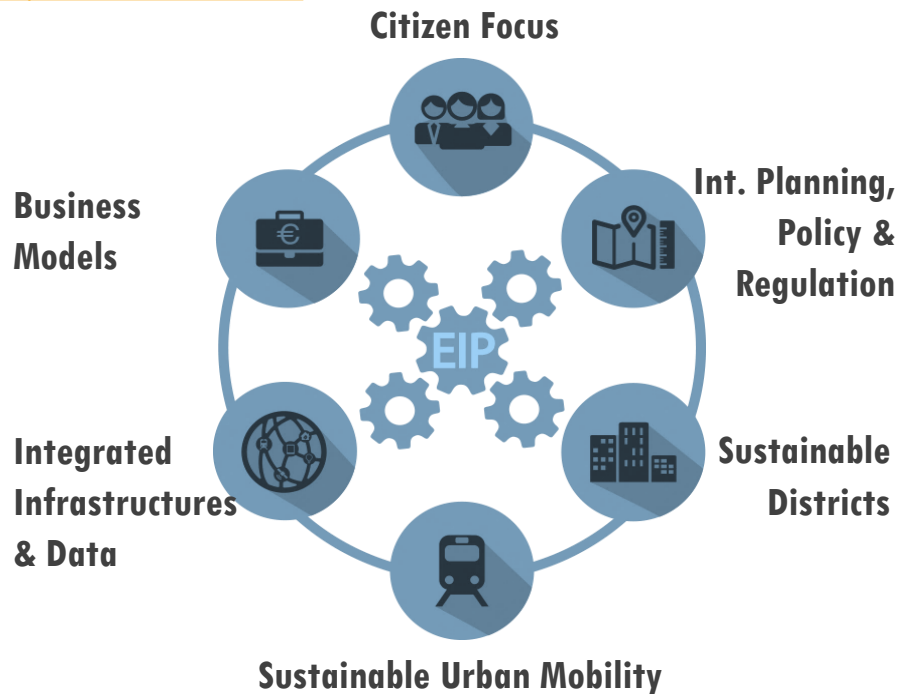 Citizen Focus
Int. Planning,
Policy &
Regulation
Business
Models
€
EIP
Integrated
Infrastructures
& Data
Sustainable
Districts
Sustainable Urban Mobility